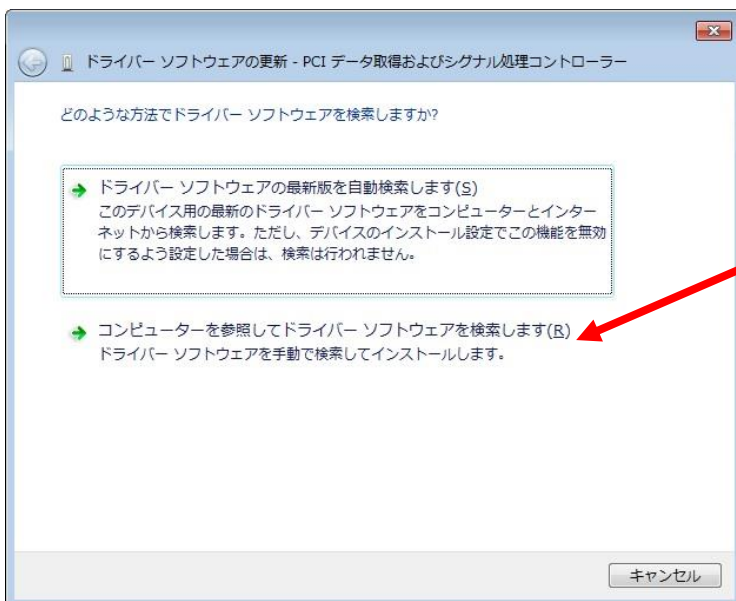 ドライバー ソフトウェアの更新 - PCI データ取得およびシグナル処理コントローラー
どのような方法でドライバー ソフトウェアを検索しますか?
ドライバー ソフトウェアの最新版を自動検索します(S)
このデバイス用の最新のドライバー ソフトウェアをコンピューターとインター
ネットから検索します。ただし、デバイスのインストール設定でこの機能を無効
にするよう設定した場合は、検索は行われません。
コンピューターを参照してドライバー ソフトウェアを検索します(R)
ドライバー ソフトウェアを手動で検索してインストールします。
キャンセル